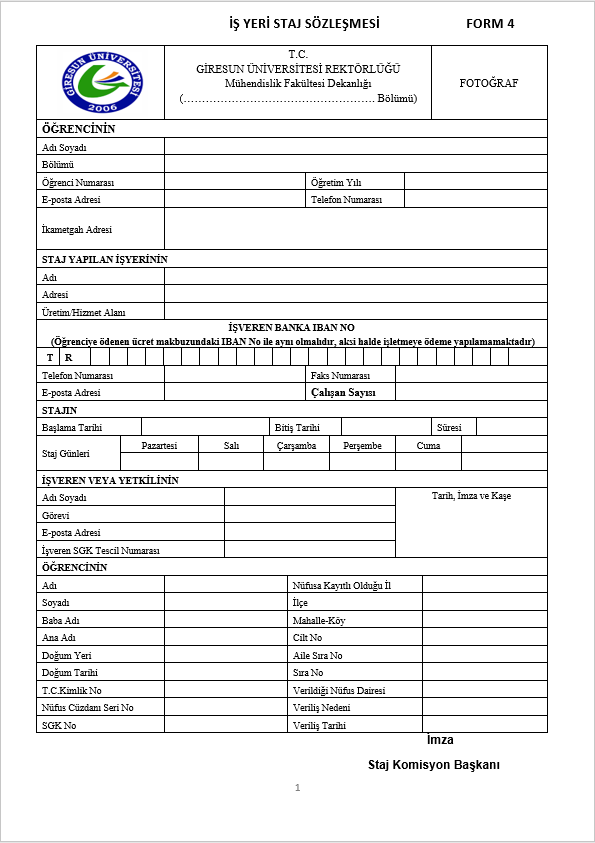 İŞ YERİ STAJ SÖZLEŞMESİ FORM 4
GİRESUN ÜNİVERSİTESİ
2006
T.C.
GİRESUN ÜNİVERSİTESİ REKTÖRLÜĞÜ
Mühendislik Fakültesi Dekanlığı
(………………………………………….. Bölümü)
FOTOĞRAF
ÖĞRENCİNİN
Adı Soyadı
Bölümü
Öğrenci Numarası Öğretim Yılı
E-posta Adresi Telefon Numarası
İkametgah Adresi
STAJ YAPILAN İŞYERİNİN
Adı
Adresi
Üretim/Hizmet Alanı
İŞVEREN BANKA IBAN NO
(Öğrenciye ödenen ücret makbuzundaki IBAN No ile aynı olmalıdır, aksi halde işletmeye ödeme yapılamamaktadır)
T R
Telefon Numarası Faks Numarası
E-posta Adresi Çalışan Sayısı
STAJIN
Başlama Tarihi Bitiş Tarihi Süresi
Staj Günleri Pazartesi Salı Çarşamba Perşembe Cuma
İŞVEREN VEYA YETKİLİNİN
Adı Soyadı Tarih, İmza ve Kaşe
Görevi
E-posta Adresi
İşveren SGK Tescil Numarası
ÖĞRENCİNİN
Adı Nüfusa Kayıtlı Olduğu İl
Soyadı İlçe
Baba Adı Mahalle-Köy
Ana Adı Cilt No
Doğum Yeri Aile Sıra No
Doğum Tarihi Sıra No
T.C.Kimlik No Verildiği Nüfus Dairesi
Nüfus Cüzdanı Seri No Veriliş Nedeni
SGK No Veriliş Tarihi
İmza
Staj Komisyon Başkanı
1